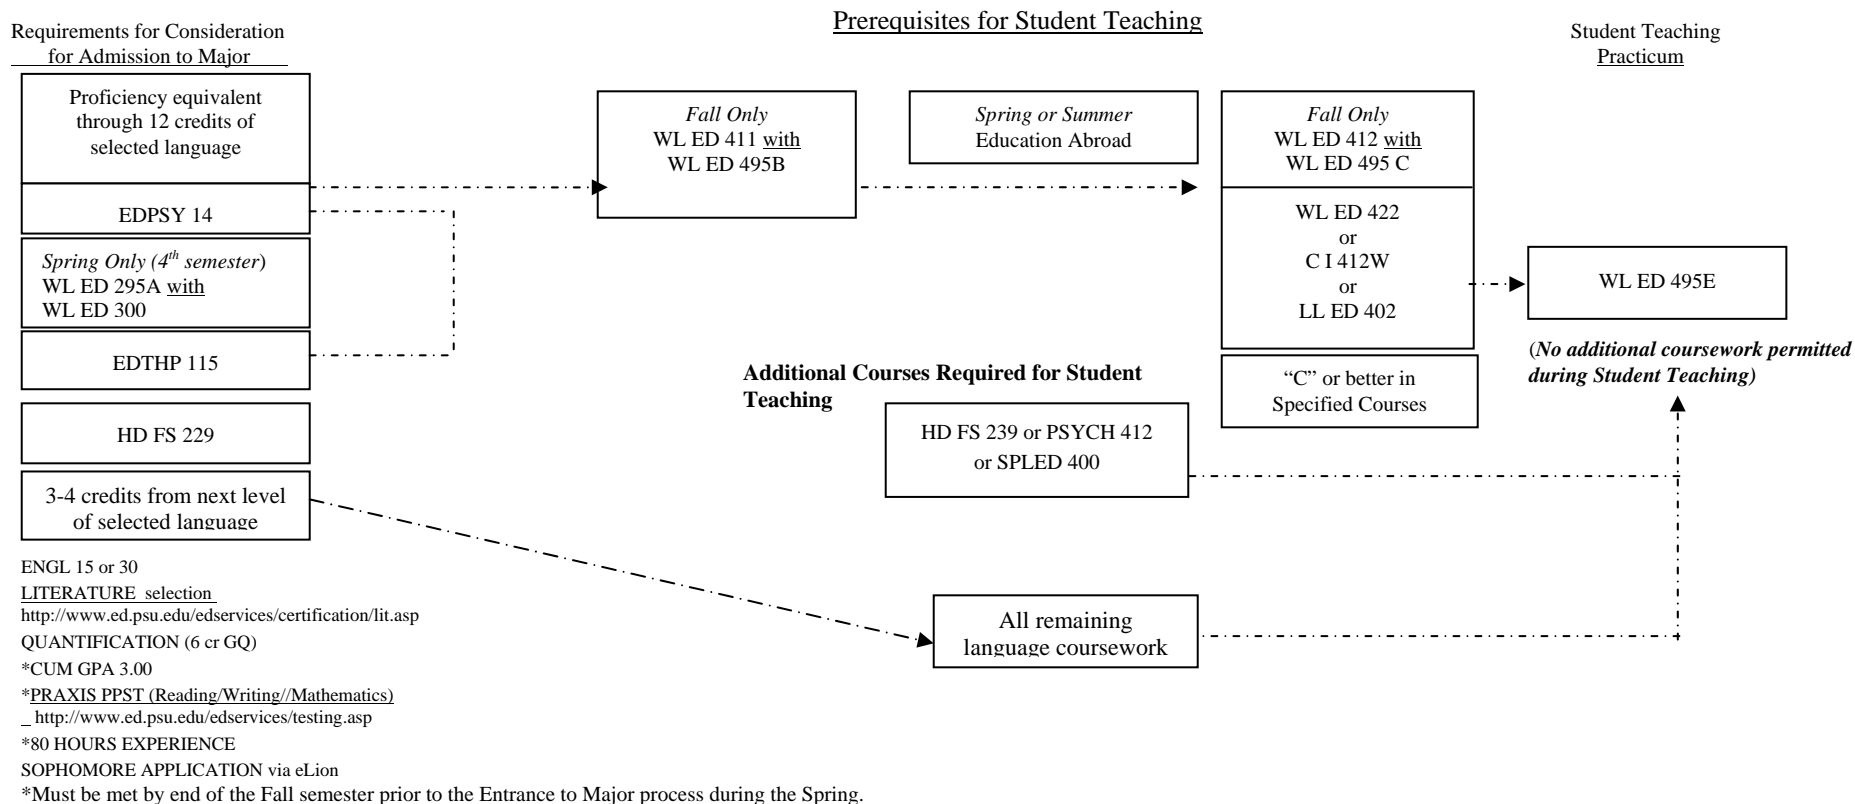 Prerequisites for Student Teaching
Requirements for Consideration
for Admission to Major
Student Teaching
Practicum
Proficiency equivalent
through 12 credits of
selected language
EDPSY 14
Spring Only (4th semester)
WL ED 295A with
WL ED 300
EDTHP 115
HD FS 229
3-4 credits from next level
of selected language
Fall Only
WL ED 411 with
WL ED 495B
Spring or Summer
Education Abroad
Fall Only
WL ED 412 with
WL ED 495 C
WL ED 422
or
C I 412W
or
LL ED 402
“C” or better in
Specified Courses
WL ED 495E
(No additional coursework permitted
during Student Teaching)
Additional Courses Required for Student
Teaching
HD FS 239 or PSYCH 412
or SPLED 400
All remaining
language coursework
ENGL 15 or 30
LITERATURE selection
http://www.ed.psu.edu/edservices/certification/lit.asp
QUANTIFICATION (6 cr GQ)
*CUM GPA 3.00
*PRAXIS PPST (Reading/Writing//Mathematics)
http://www.ed.psu.edu/edservices/testing.asp
*80 HOURS EXPERIENCE
SOPHOMORE APPLICATION via eLion
*Must be met by end of the Fall semester prior to the Entrance to Major process during the Spring.